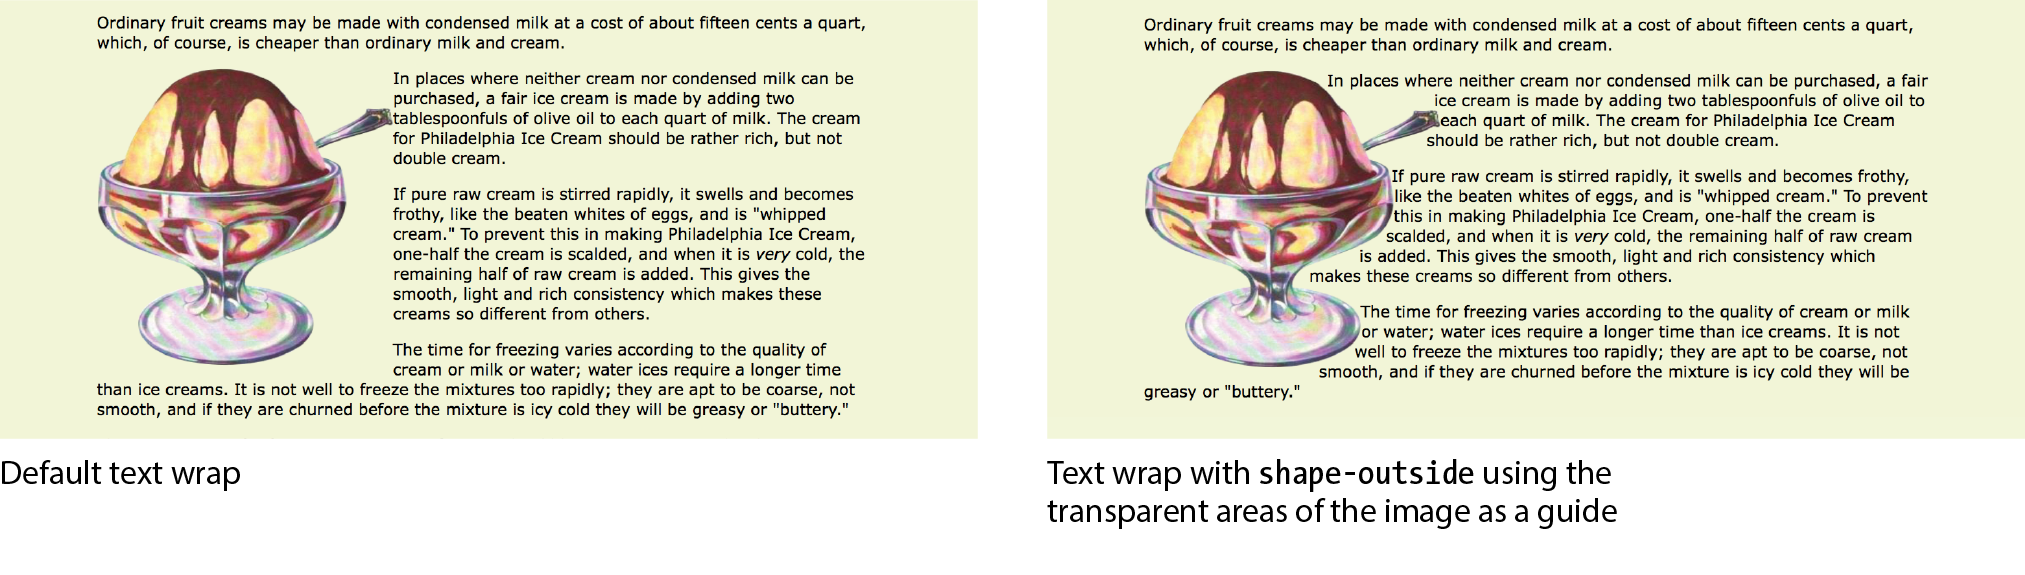 Ordinary fruit creams may be made with condensed milk at a cost of about fifteen cents a quart,
which, of course, is cheaper than ordinary milk and cream.
In places where neither cream nor condensed milk can be
purchased, a fair ice cream is made by adding two
tablespoonfuls of olive oil to each quart of milk. The cream
for Philadelphia Ice Cream should be rather rich, but not
double cream.
If pure raw cream is stirred rapidly, it swells and becomes
frothy, like the beaten whites of eggs, and is "whipped
cream." To prevent this in making Philadelphia Ice Cream,
one-half the cream is scalded, and when it is very cold, the
remaining half of raw cream is added. This gives the
smooth, light and rich consistency which makes these
creams so different from others.
The time for freezing varies according to the quality of
cream or milk or water; water ices require a longer time
than ice creams. It is not well to freeze the mixtures too rapidly; they are apt to be coarse, not
smooth, and if they are churned before the mixture is icy cold they will be greasy or "buttery."
Default text wrap
Ordinary fruit creams may be made with condensed milk at a cost of about fifteen cents a quart,
which, of course, is cheaper than ordinary milk and cream.
In places where neither cream nor condensed milk can be purchased, a fair
ice cream is made by adding two tablespoonfuls of olive oil to
each quart of milk. The cream for Philadelphia Ice Cream
should be rather rich, but not double cream.
If pure raw cream is stirred rapidly, it swells and becomes frothy,
like the beaten whites of eggs, and is "whipped cream." To prevent
this in making Philadelphia Ice Cream, one-half the cream is
scalded, and when it is very cold, the remaining half of raw cream
is added. This gives the smooth, light and rich consistency which
makes these creams so different from others.
The time for freezing varies according to the quality of cream or milk
or water; water ices require a longer time than ice creams. It is not
well to freeze the mixtures too rapidly; they are apt to be coarse, not
smooth, and if they are churned before the mixture is icy cold they will be
greasy or "buttery."
Text wrap with shape-outside using the
transparent areas of the image as a guide